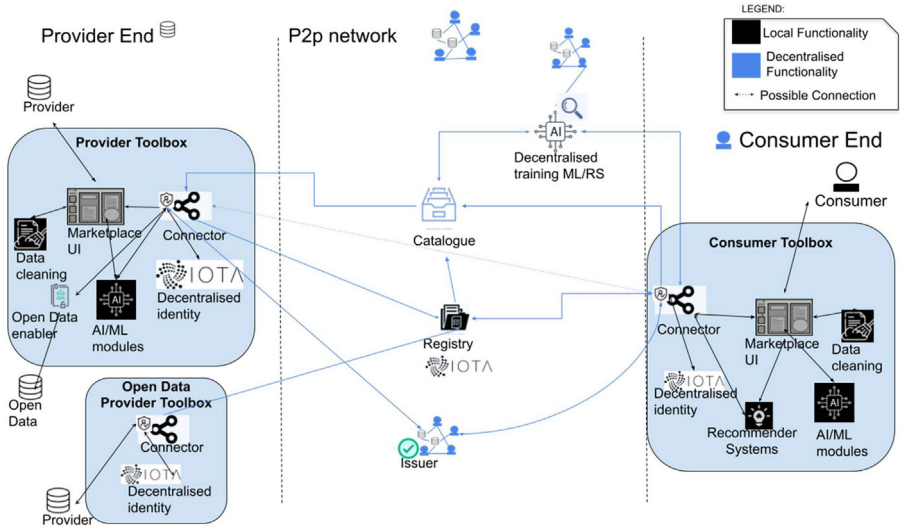 LEGEND:
Local Functionality
Decentralised
Functionality
Possible Connection
Provider End
P2p network
Consumer End
Provider
Provider Toolbox
Marketplace
UI
Connector
Data
cleaning
IOTA
Decentralised
identity
Open Data
enabler
AI
AI/ML
modules
Open
Data
Open Data
Provider Toolbox
Connector
IOTA
Decentralised
identity
Provider
AI
Decentralised
training ML/RS
Catalogue
Registry
IOTA
Issuer
Consumer
Consumer Toolbox
Connector
Marketplace
UI
Data
cleaning
IOTA
Decentralised
identity
Recommender
Systems
AI
AI/ML
modules